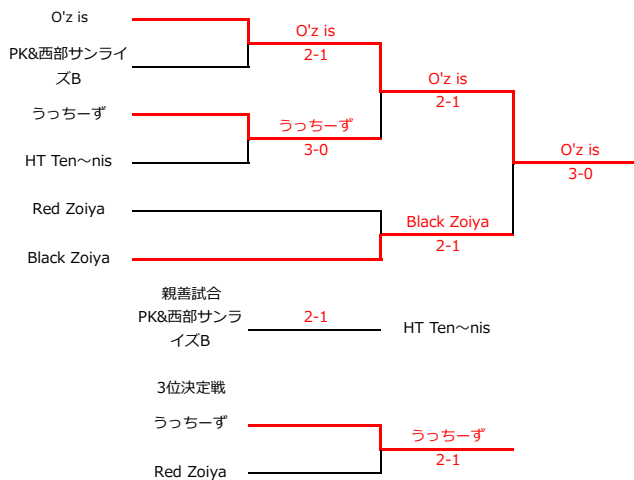 O'z is
O'z is
2-1
PK&西部サンライ
ズB
O'z is
2-1
うっちーず
うっちーず
3-0
HT Ten～nis
O'z is
3-0
Red Zoiya
Black Zoiya
2-1
Black Zoiya
親善試合
PK&西部サンラ
イズB
2-1
HT Ten～nis
3位決定戦
うっちーず
うっちーず
2-1
Red Zoiya